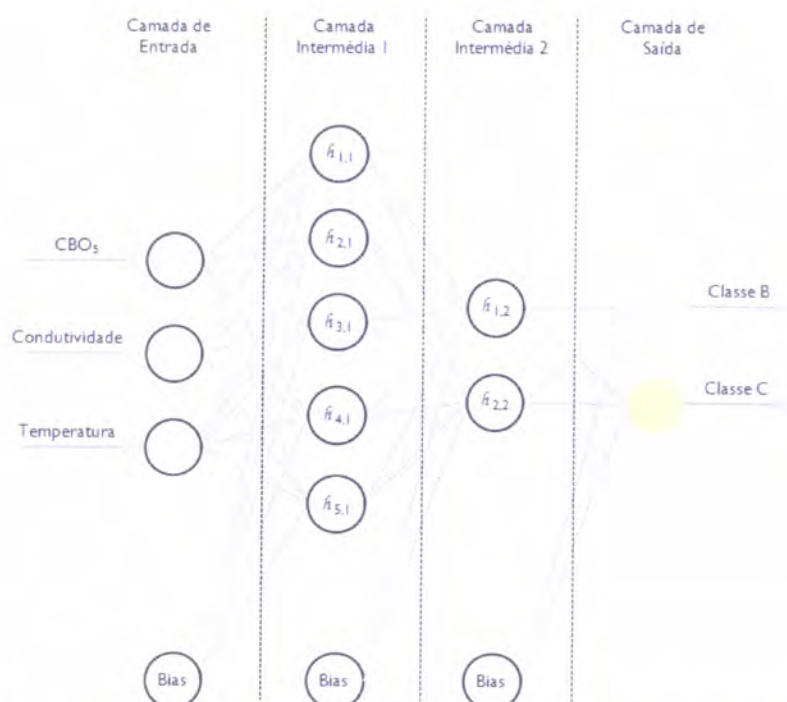 Camada de
Entrada
Camada
Intermédia 1
Camada
Intermédia 2
Camada de
Saída
h1,1
CBO5
h2,1
h3,1
h1,2
Classe B
Condutividade
h2,2
Classe C
Temperatura
h4,1
h5,1
Bias
Bias
Bias